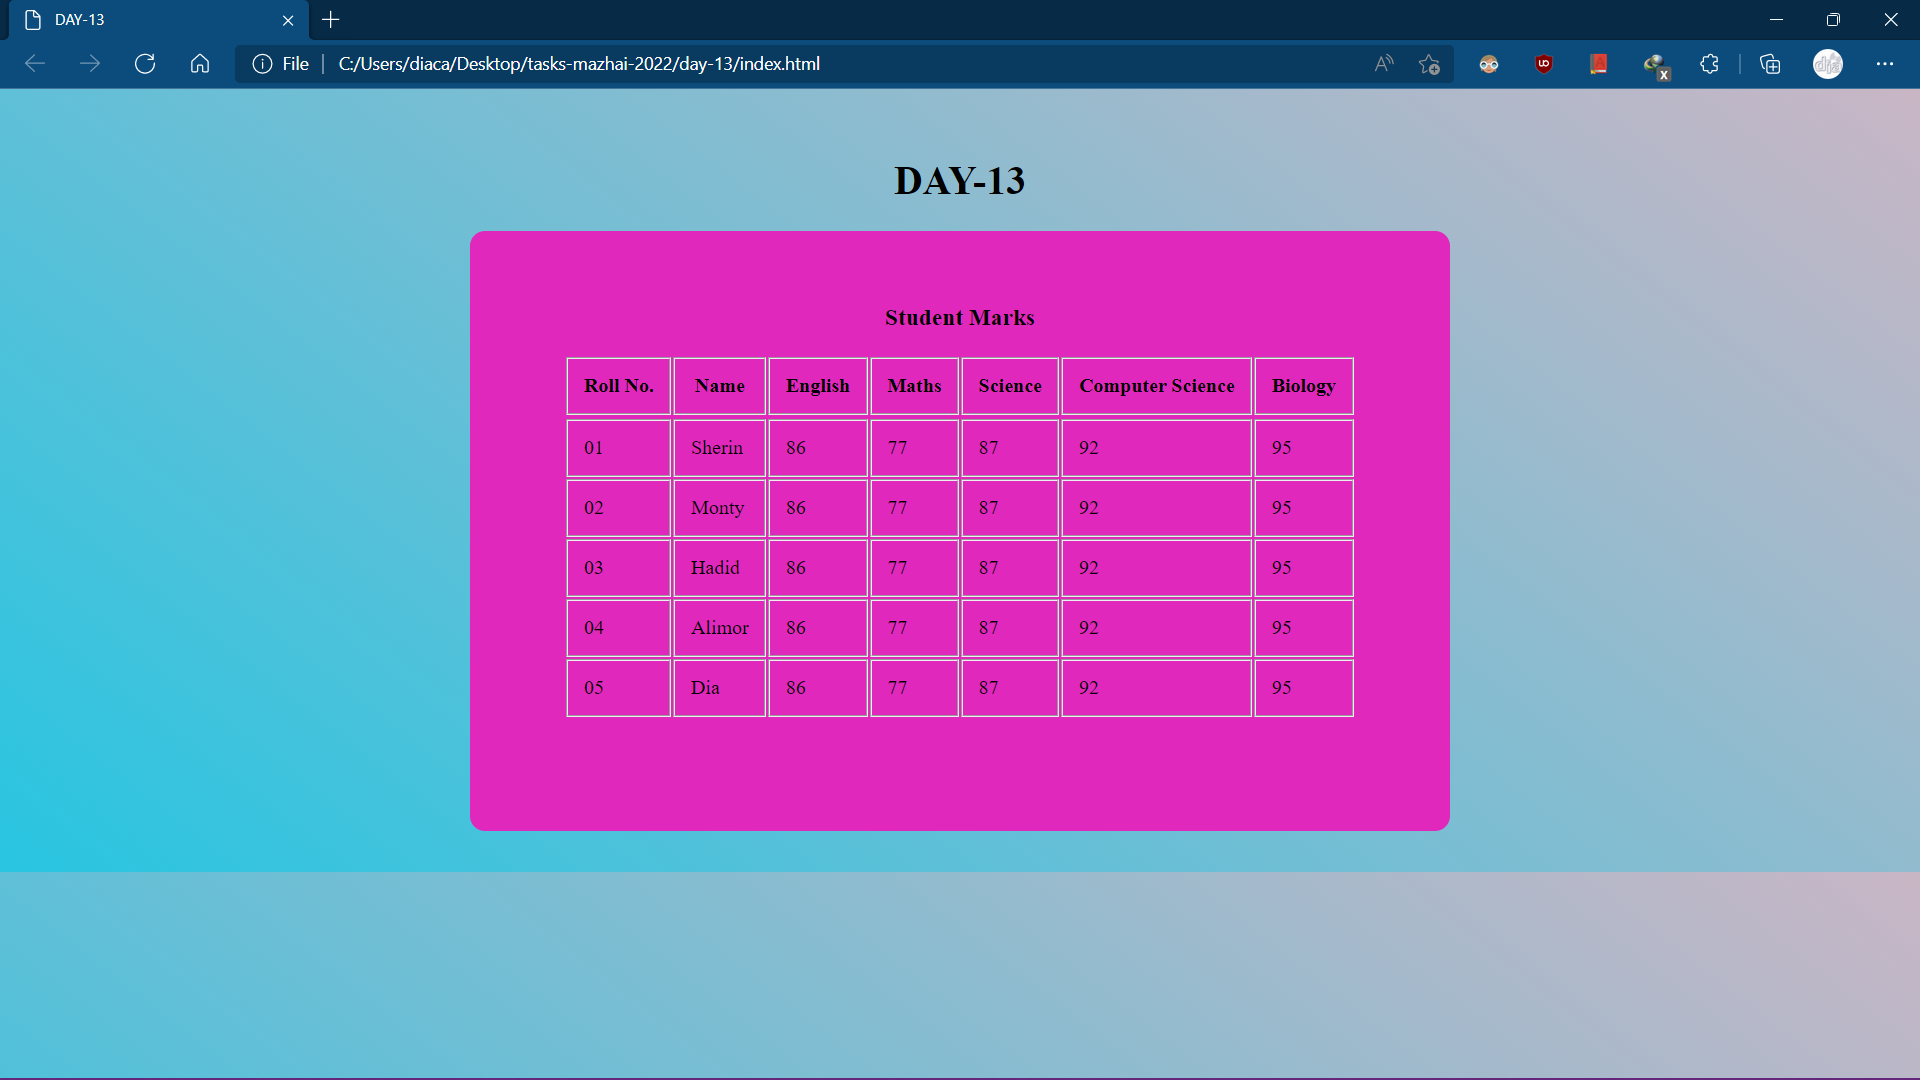 DAY-13
File C:/Users/diaca/Desktop/tasks-mazhai-2022/day-13/index.html
DAY-13
Student Marks
Roll No. Name English Maths Science Computer Science Biology
01 Sherin 86 77 87 92 95
02 Monty 86 77 87 92 95
03 Hadid 86 77 87 92 95
04 Alimor 86 77 87 92 95
05 Dia 86 77 87 92 95